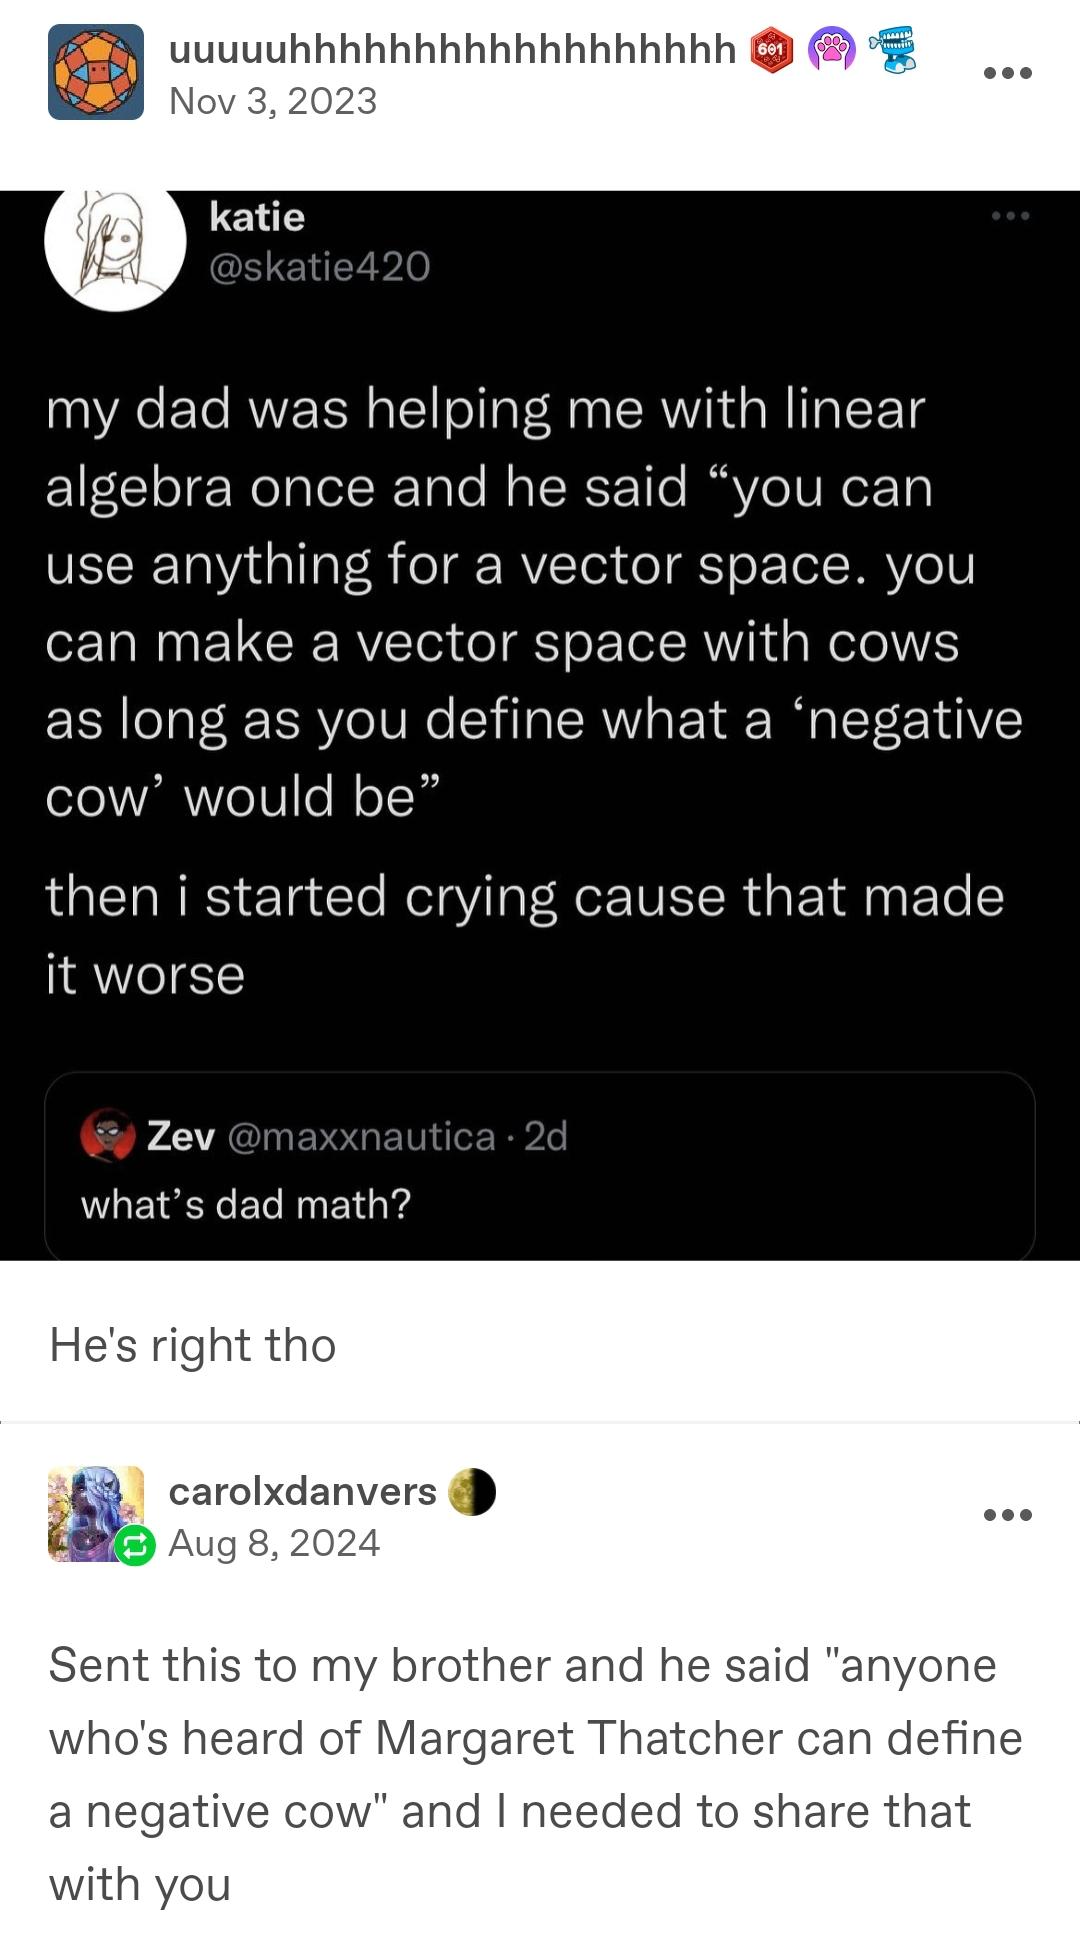 uuuuuhhhhhhhhhhhhhhhhhh 601
Nov 3, 2023
katie
@skatie420
my dad was helping me with linear
algebra once and he said “you can
use anything for a vector space. you
can make a vector space with cows
as long as you define what a ‘negative
cow’ would be”
then i started crying cause that made
it worse
Zev @maxxnautica · 2d
what’s dad math?
He's right tho
carolxdanvers
Aug 8, 2024
Sent this to my brother and he said "anyone
who's heard of Margaret Thatcher can define
a negative cow" and I needed to share that
with you